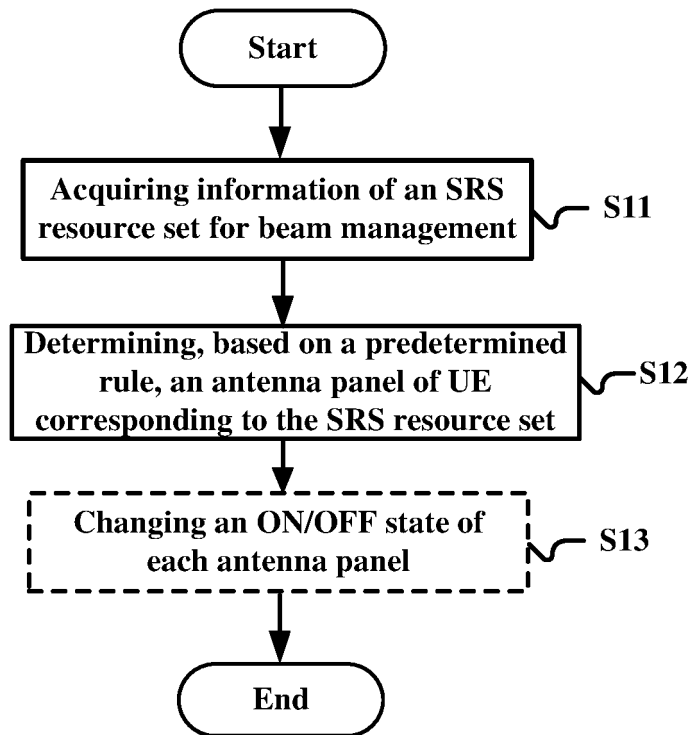 Start
Acquiring information of an SRS
resource set for beam management
S11
Determining, based on a predetermined
rule, an antenna panel of UE
corresponding to the SRS resource set
S12
Changing an ON/OFF state of
each antenna panel
S13
End